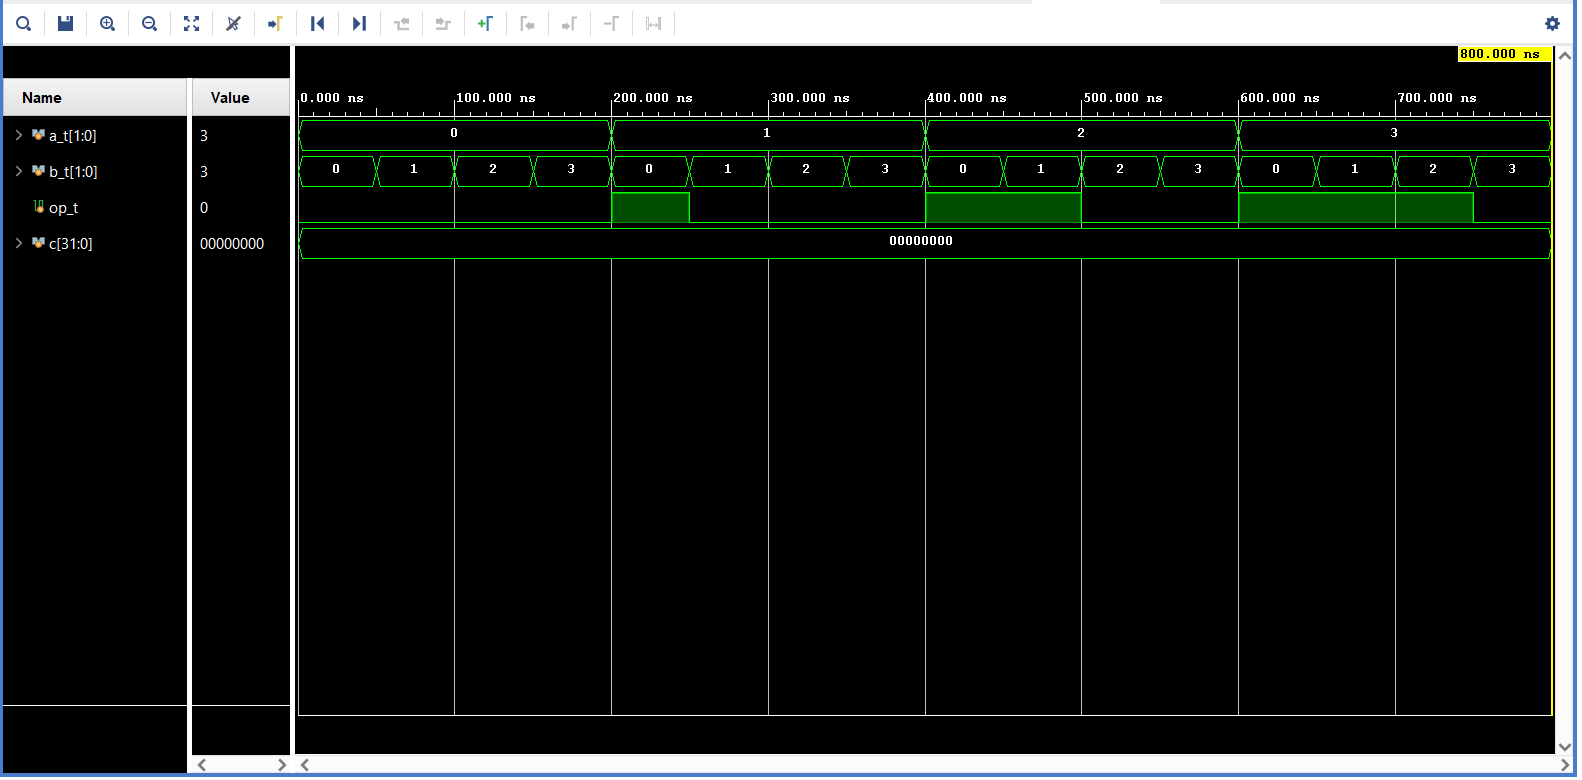 800.000 ns
Name Value
0.000 ns 100.000 ns 200.000 ns 300.000 ns 400.000 ns 500.000 ns 600.000 ns 700.000 ns
a_t[1:0] 3 0 1 2 3
b_t[1:0] 3 0 1 2 3 0 1 2 3 0 1 2 3 0 1 2 3
op_t 0
c[31:0] 00000000 00000000